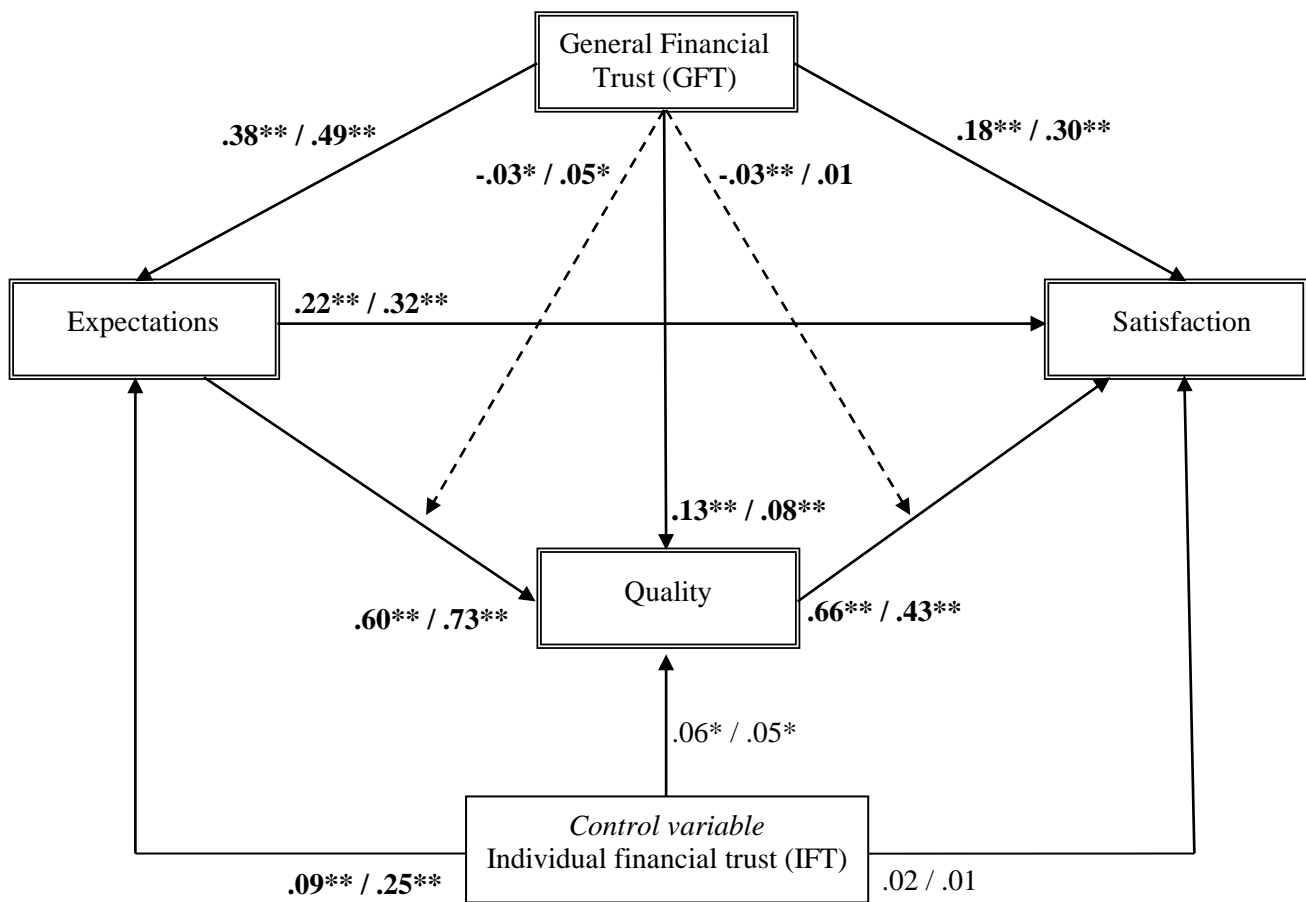 General Financial
Trust (GFT)
.38** / .49**
.18** / .30**
-.03* / .05*
-.03** / .01
Expectations
.22** / .32**
Satisfaction
.13** / .08**
Quality
.60** / .73**
.66** / .43**
.06* / .05*
Control variable
Individual financial trust (IFT)
.09** / .25**
.02 / .01